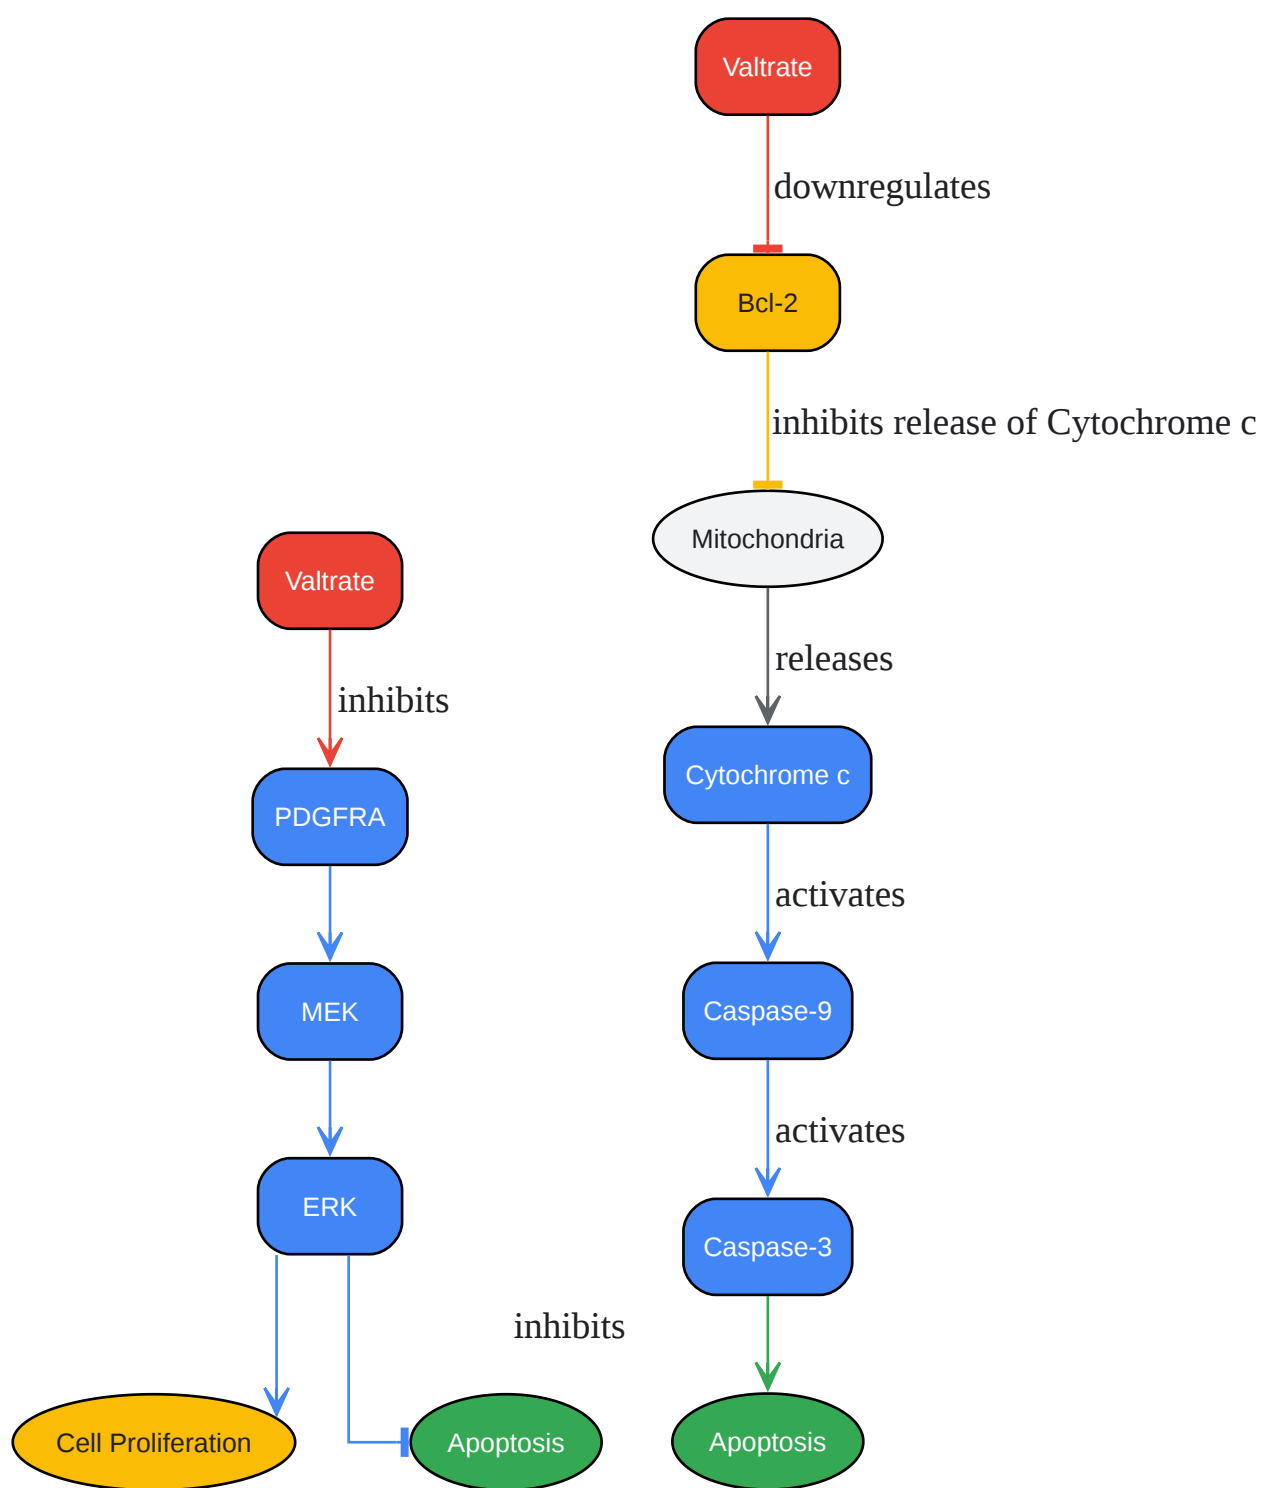 Valtrate
downregulates
Bcl-2
inhibits release of Cytochrome c
Mitochondria
releases
Cytochrome c
activates
Caspase-9
activates
Caspase-3
Apoptosis
Valtrate
inhibits
PDGFRA
MEK
ERK
inhibits
Cell Proliferation
Apoptosis